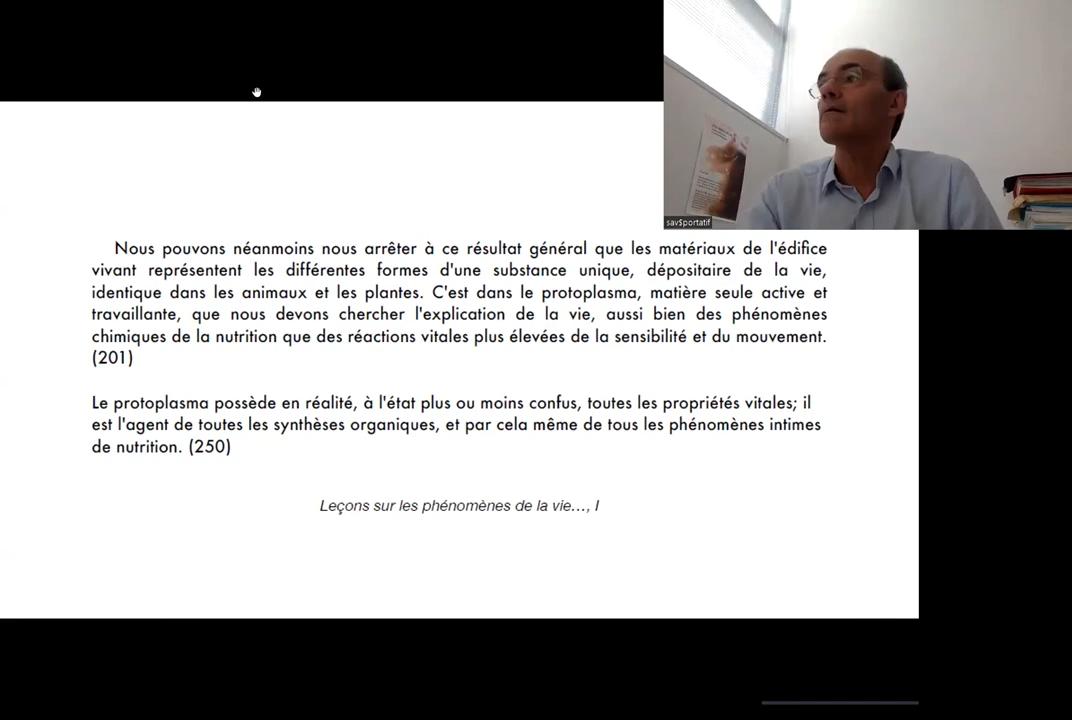 sav$portatif
Nous pouvons néanmoins nous arrêter à ce résultat général que les matériaux de l'édifice
vivant représentent les différentes formes d'une substance unique, dépositaire de la vie,
identique dans les animaux et les plantes. C'est dans le protoplasma, matière seule active et
travaillante, que nous devons chercher l'explication de la vie, aussi bien des phénomènes
chimiques de la nutrition que des réactions vitales plus élevées de la sensibilité et du mouvement.
(201)
Le protoplasma possède en réalité, à l'état plus ou moins confus, toutes les propriétés vitales; il
est l'agent de toutes les synthèses organiques, et par cela même de tous les phénomènes intimes
de nutrition. (250)
Leçons sur les phénomènes de la vie…, I